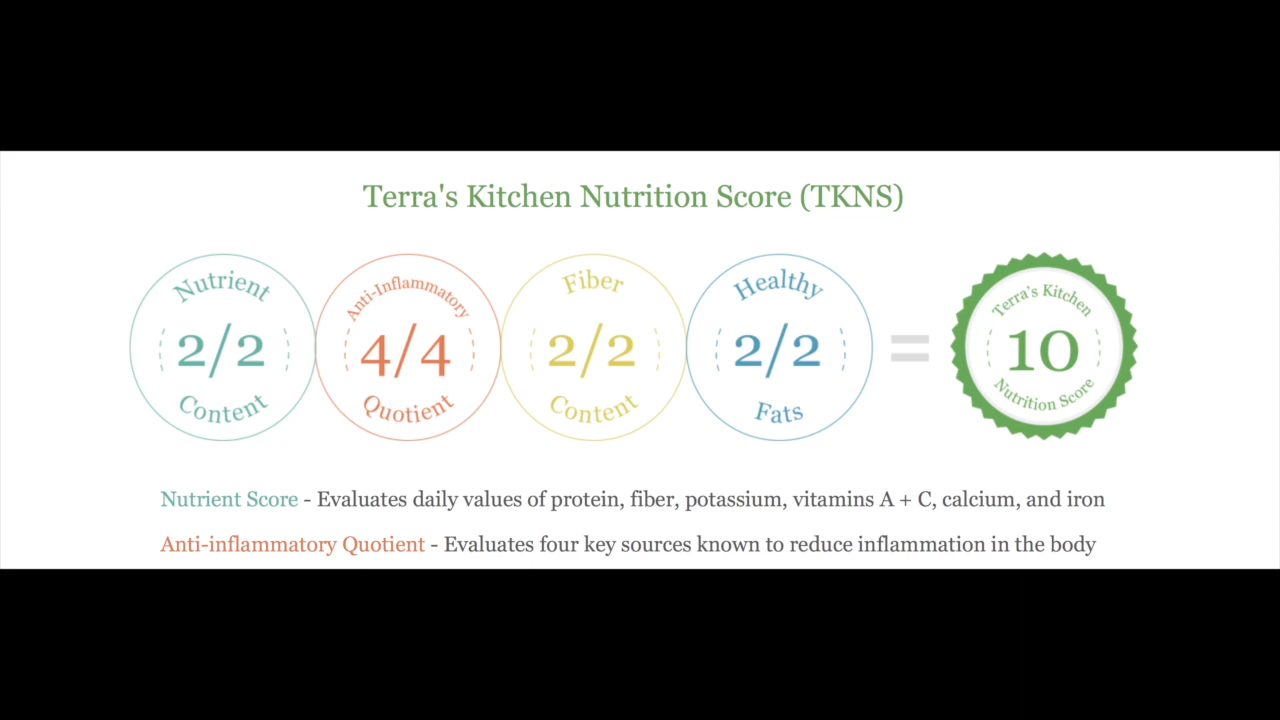 Terra's Kitchen Nutrition Score (TKNS)
Nutrient
2/2
Content
Anti-Inflammatory
4/4
Quotient
Fiber
2/2
Content
Healthy
2/2
Fats
=
Terra's Kitchen
10
Nutrition Score
Nutrient Score - Evaluates daily values of protein, fiber, potassium, vitamins A + C, calcium, and iron
Anti-inflammatory Quotient - Evaluates four key sources known to reduce inflammation in the body